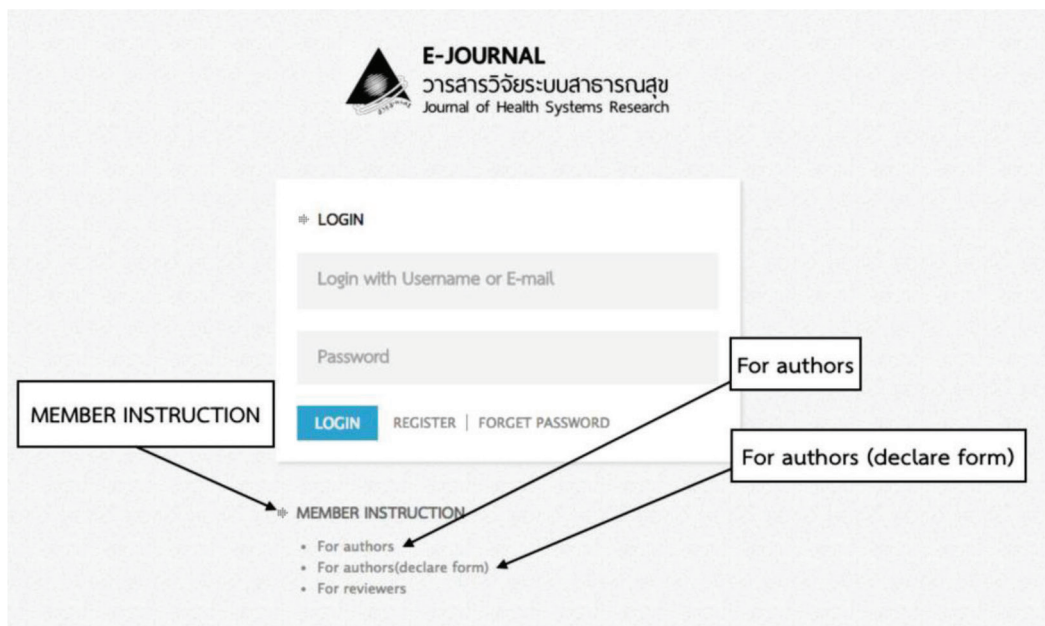 E-JOURNAL
วารสารวิจัยระบบสาธารณสุข
Journal of Health Systems Research
LOGIN
Login with Username or E-mail
Password
For authors
MEMBER INSTRUCTION
LOGIN REGISTER | FORGET PASSWORD
For authors (declare form)
MEMBER INSTRUCTION
• For authors
• For authors(declare form)
• For reviewers